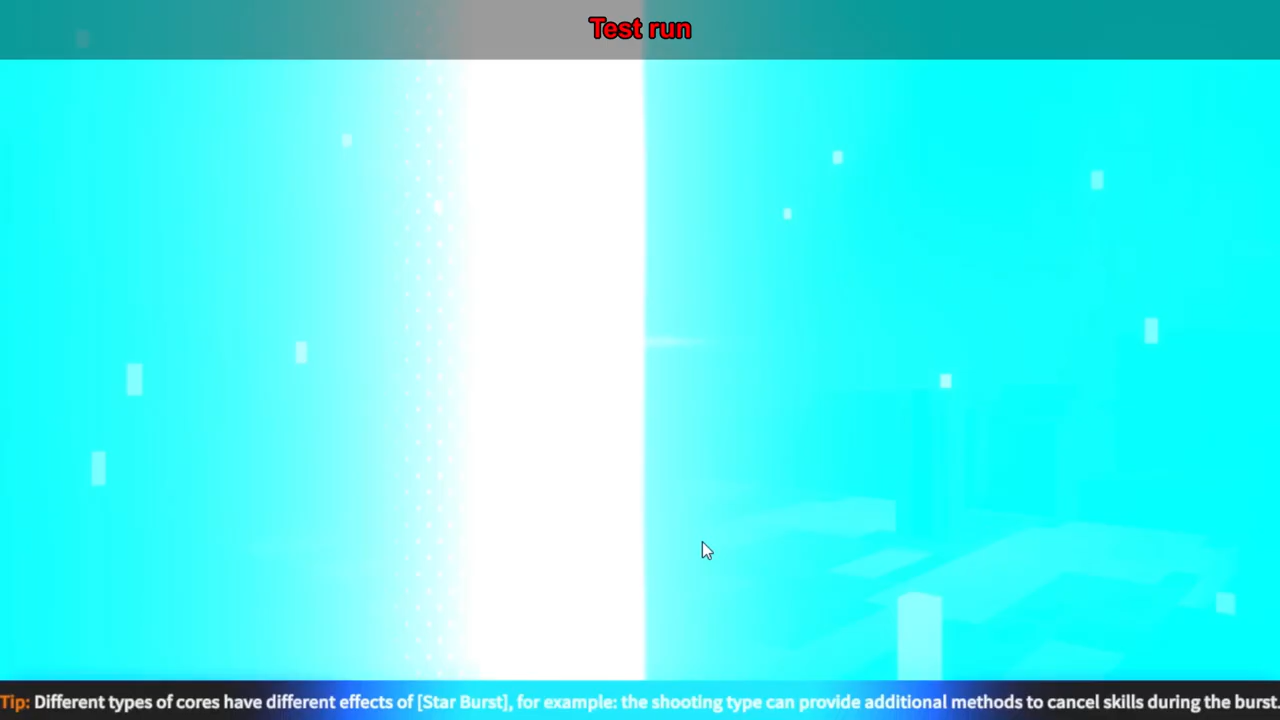 Test run
Tip: Different types of cores have different effects of [Star Burst], for example: the shooting type can provide additional methods to cancel skills during the burst.